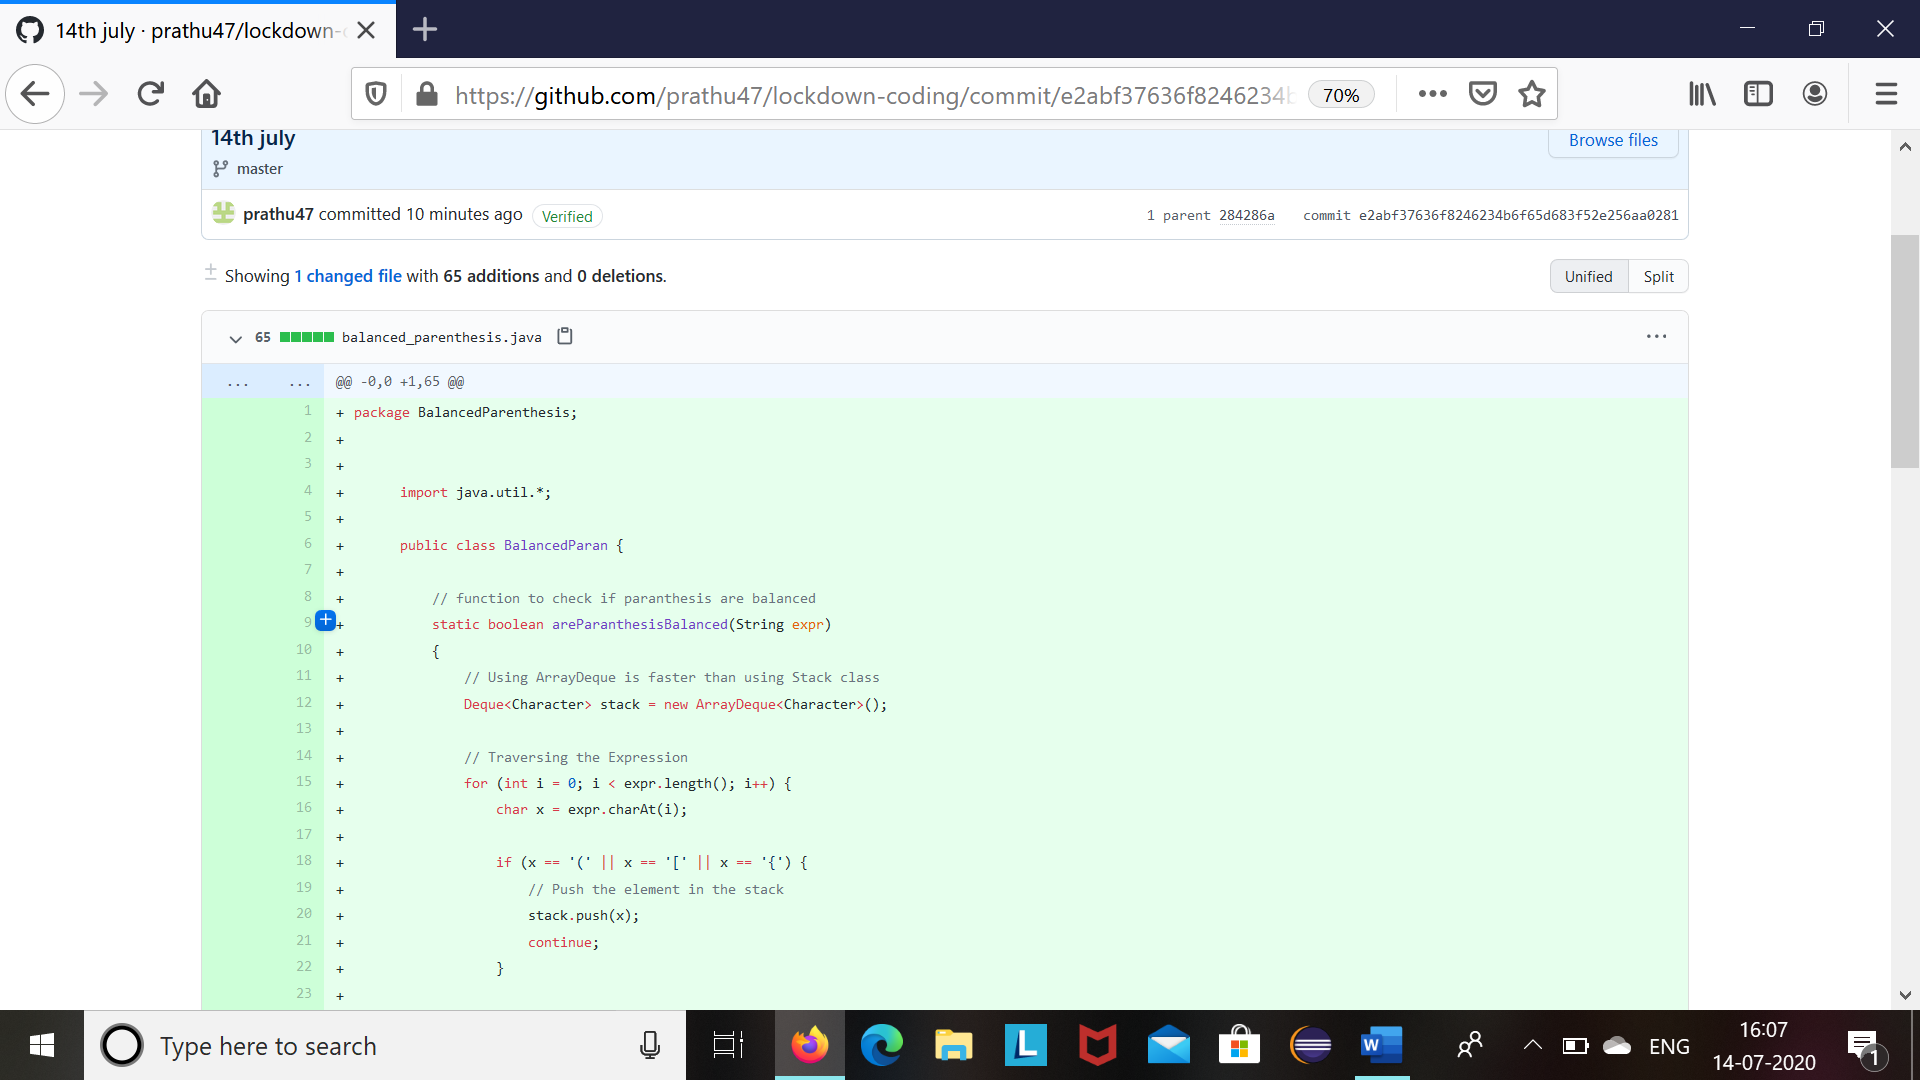 14th july · prathu47/lockdown-c
https://github.com/prathu47/lockdown-coding/commit/e2abf37636f8246234b
70%
14th july
Browse files
master
prathu47 committed 10 minutes ago Verified
1 parent 284286a commit e2abf37636f8246234b6f65d683f52e256aa0281
Showing 1 changed file with 65 additions and 0 deletions.
Unified Split
65 balanced_parenthesis.java
... ... @@ -0,0 +1,65 @@
1 + package BalancedParenthesis;
2 +
3 +
4 + import java.util.*;
5 +
6 + public class BalancedParan {
7 +
8 + // function to check if paranthesis are balanced
9 + static boolean areParanthesisBalanced(String expr)
10 + {
11 + // Using ArrayDeque is faster than using Stack class
12 + Deque<Character> stack = new ArrayDeque<Character>();
13 +
14 + // Traversing the Expression
15 + for (int i = 0; i < expr.length(); i++) {
16 + char x = expr.charAt(i);
17 +
18 + if (x == '(' || x == '[' || x == '{') {
19 + // Push the element in the stack
20 + stack.push(x);
21 + continue;
22 + }
23 +
Type here to search
L
W
ENG
16:07
14-07-2020
1